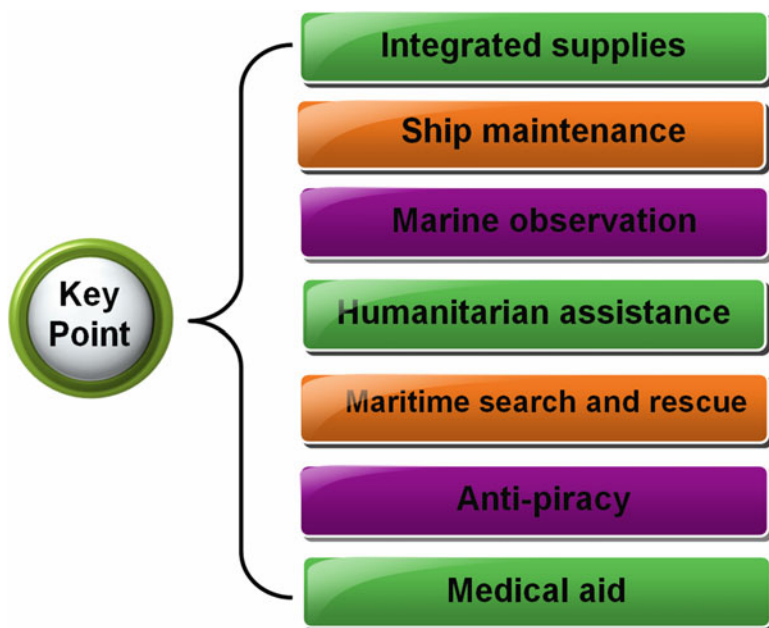 Key
Point
Integrated supplies
Ship maintenance
Marine observation
Humanitarian assistance
Maritime search and rescue
Anti-piracy
Medical aid